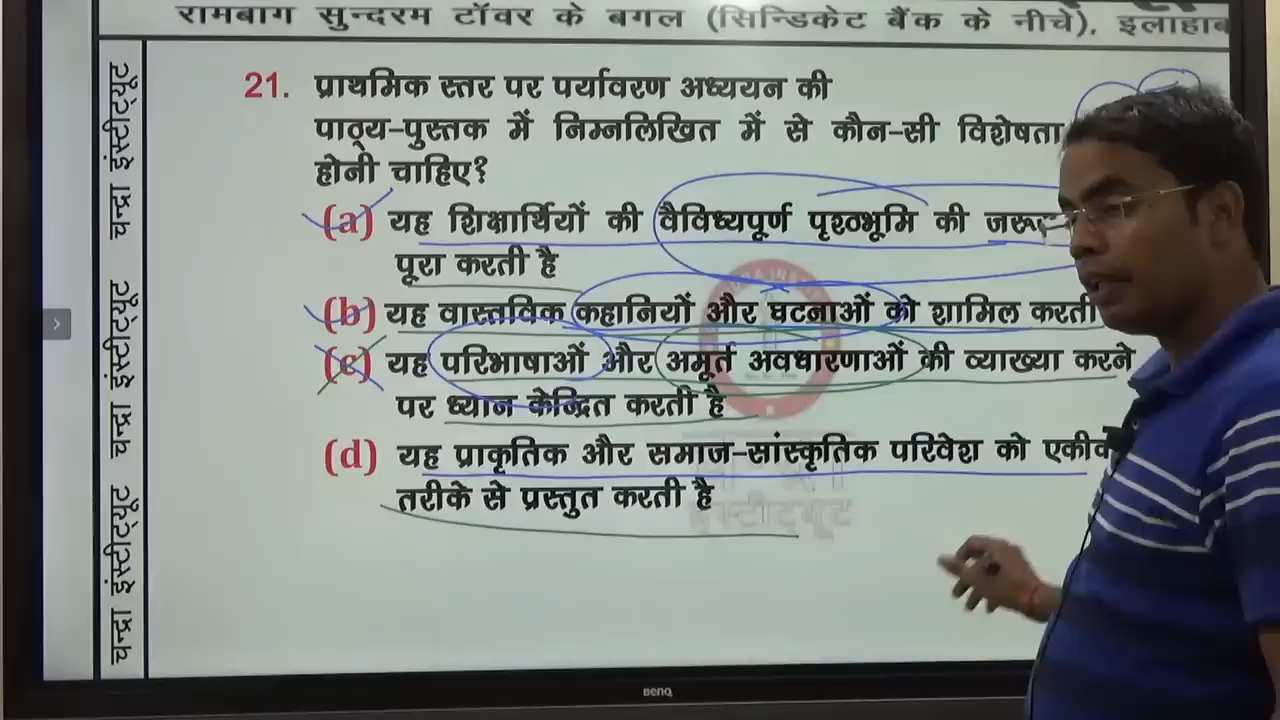 रामबाग सुन्दरम टॉवर के बगल (सिन्डिकेट बैंक के नीचे), इलाहाब
21. प्राथमिक स्तर पर पर्यावरण अध्ययन की
पाठ्य-पुस्तक में निम्नलिखित में से कौन-सी विशेषता
होनी चाहिए?
(a) यह शिक्षार्थियों की वैविध्यपूर्ण पृष्ठभूमि की
पूरा करती है
(b) यह वास्तविक कहानियों और घटनाओं को शामिल करती
(c) यह परिभाषाओं और अमूर्त अवधारणाओं की व्याख्या करने
पर ध्यान केन्द्रित करती है
(d) यह प्राकृतिक और समाज-सांस्कृतिक परिवेश को
तरीके से प्रस्तुत करती है
चन्द्रा इंस्टीट्यूट चन्द्रा इंस्टीट्यूट चन्द्रा इंस्टीट्यूट
इंस्टीट्यूट
BENQ